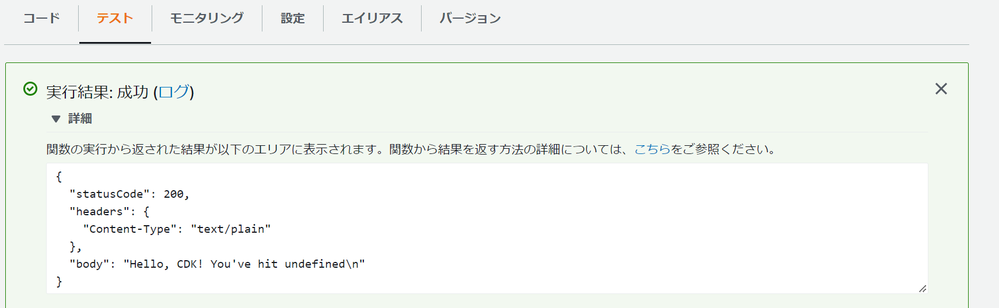 コード テスト モニタリング 設定 エイリアス バージョン
実行結果: 成功 (ログ)
▼ 詳細
関数の実行から返された結果が以下のエリアに表示されます。関数から結果を返す方法の詳細については、こちらをご参照ください。
{
  "statusCode": 200,
  "headers": {
    "Content-Type": "text/plain"
  },
  "body": "Hello, CDK! You've hit undefined\n"
}